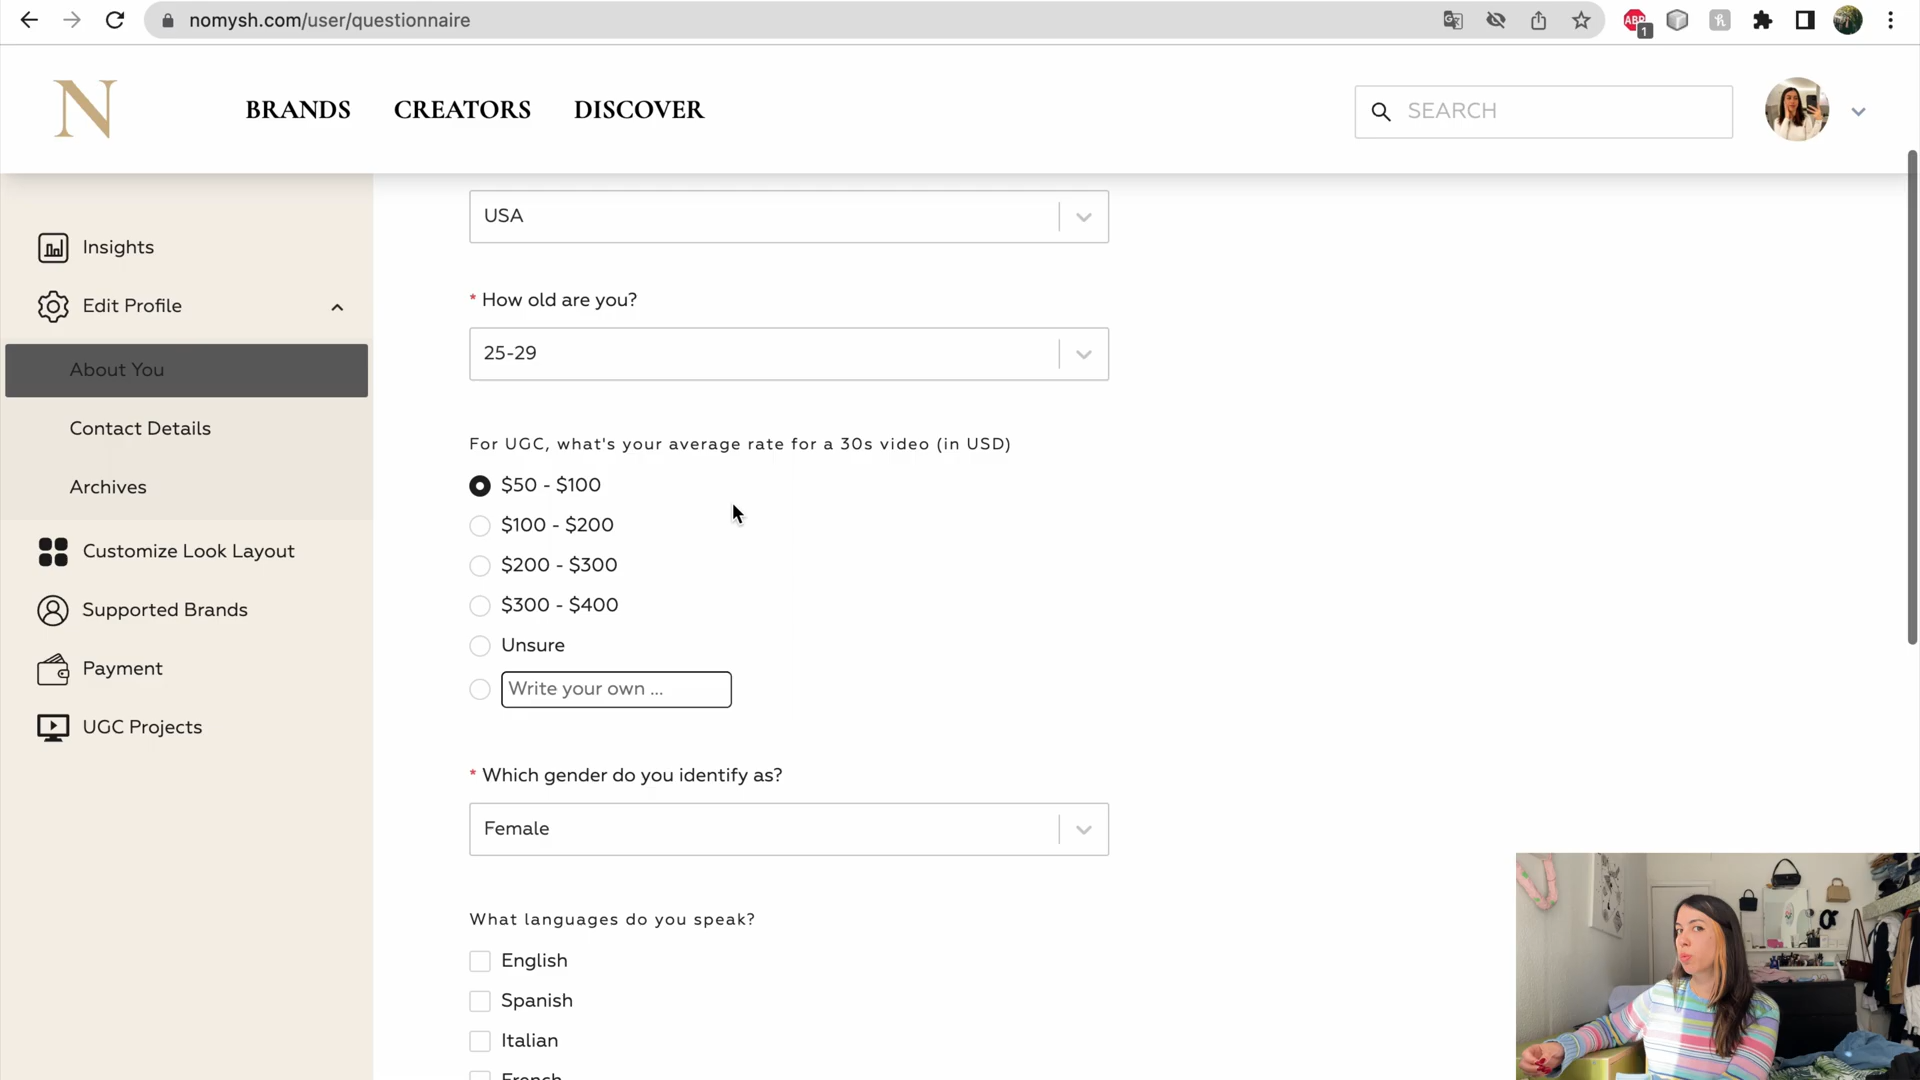 nomysh.com/user/questionnaire
ABP
1
N
BRANDS
CREATORS
DISCOVER
SEARCH
Insights
Edit Profile
About You
Contact Details
Archives
Customize Look Layout
Supported Brands
Payment
UGC Projects
USA
* How old are you?
25-29
For UGC, what's your average rate for a 30s video (in USD)
$50 - $100
$100 - $200
$200 - $300
$300 - $400
Unsure
Write your own ...
* Which gender do you identify as?
Female
What languages do you speak?
English
Spanish
Italian
French